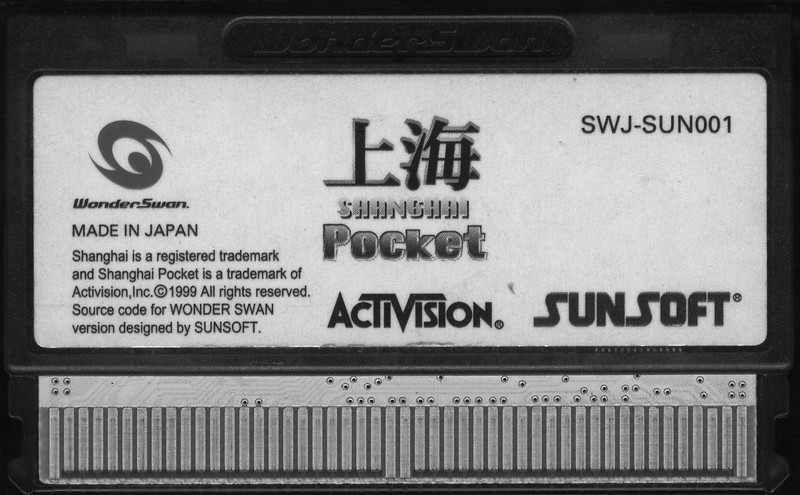 WonderSwan
SWJ-SUN001
上海
SHANGHAI
Pocket
WonderSwan.
MADE IN JAPAN
Shanghai is a registered trademark
and Shanghai Pocket is a trademark of
Activision,Inc.©1999 All rights reserved.
Source code for WONDER SWAN
version designed by SUNSOFT.
ACTIVISION®
SUNSOFT®